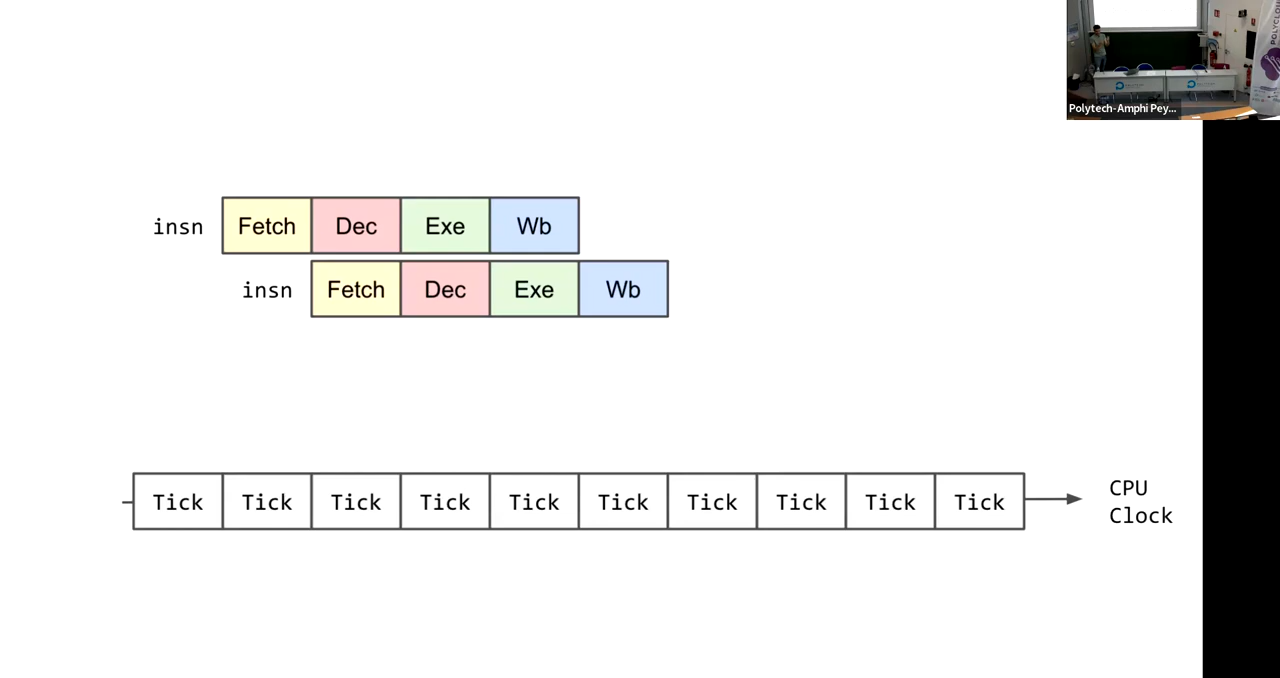 Polytech-Amphi Pey...
insn Fetch Dec Exe Wb
insn Fetch Dec Exe Wb
Tick Tick Tick Tick Tick Tick Tick Tick Tick Tick
CPU
Clock